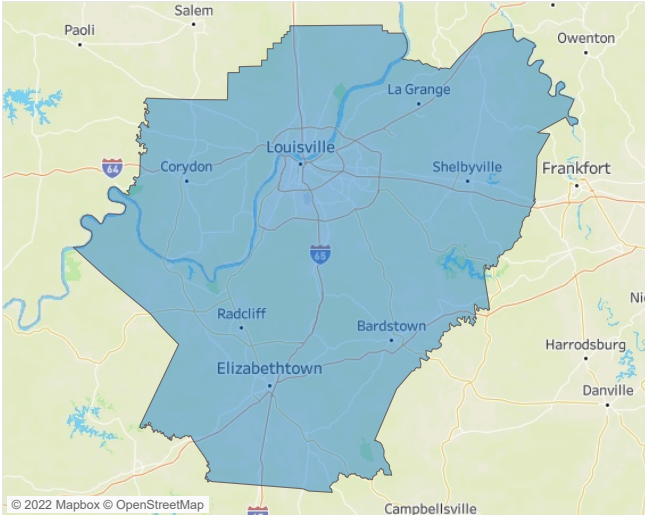 Salem
Paoli
Owenton
La Grange
Louisville
64
Corydon
Shelbyville
Frankfort
65
Radcliff
Bardstown
Ni
Harrodsburg
Elizabethtown
Danville
Campbellsville
© 2022 Mapbox © OpenStreetMap